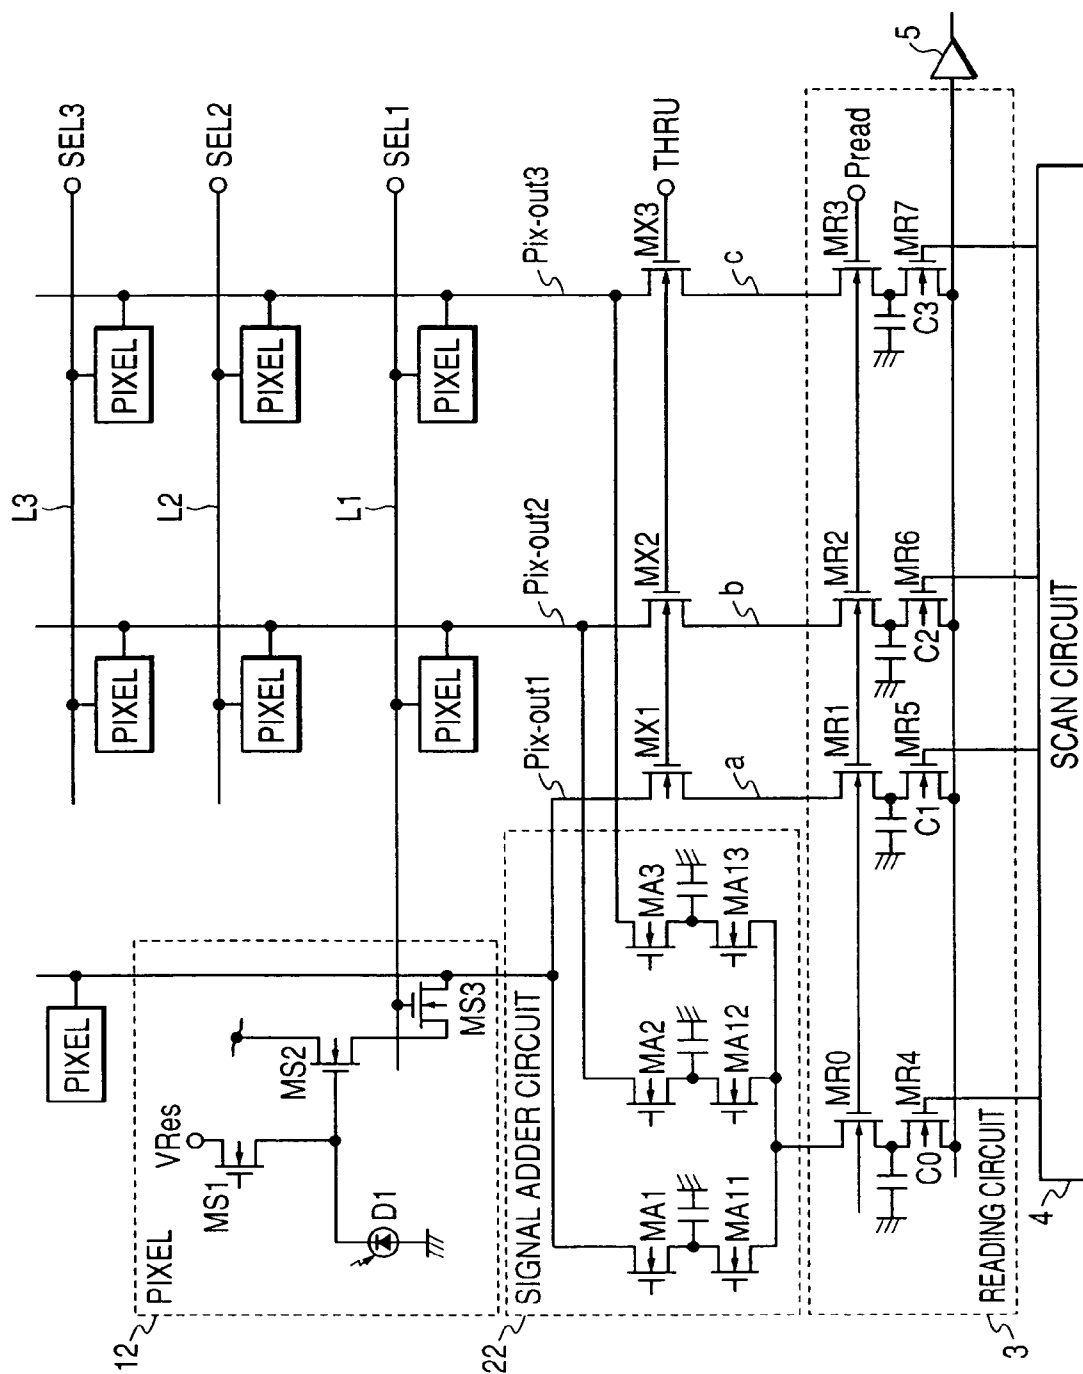 SEL3
SEL2
SEL1
L3
L2
L1
PIXEL
PIXEL
PIXEL
PIXEL
PIXEL
PIXEL
PIXEL
12
PIXEL
VRes
MS1
MS2
MS3
D1
Pix-out1
Pix-out2
Pix-out3
22
SIGNAL ADDER CIRCUIT
MA1
MA2
MA3
MA11
MA12
MA13
MX1
MX2
MX3
THRU
a
b
c
3
READING CIRCUIT
MR0
MR1
MR2
MR3
Pread
C0
C1
C2
C3
MR4
MR5
MR6
MR7
5
4
SCAN CIRCUIT